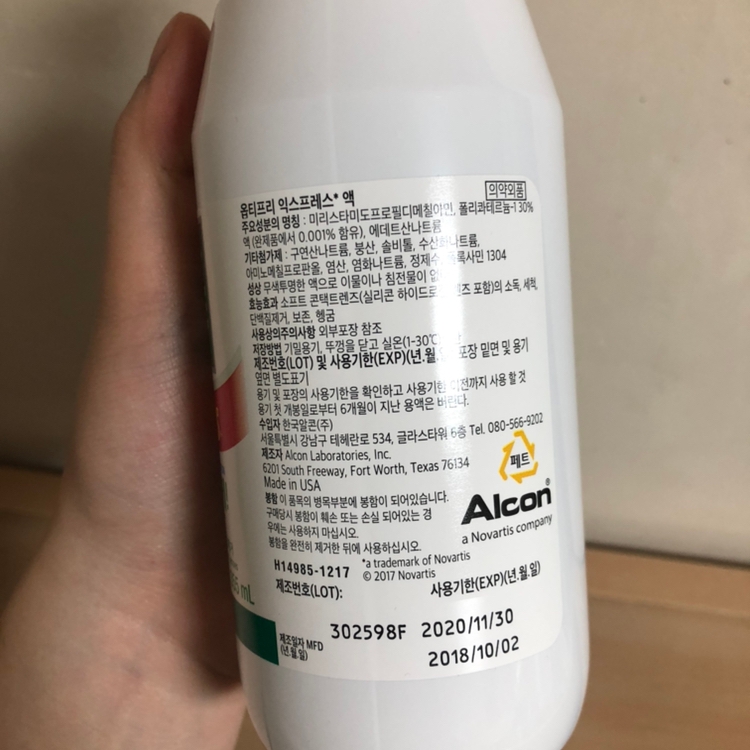 옵티프리 익스프레스* 액
의약외품
주요성분의 명칭 : 미리스타미도프로필디메칠아민, 폴리쿼테르늄-1 30%
액 (완제품에서 0.001% 함유), 에데트산나트륨
기타첨가제 : 구연산나트륨, 붕산, 솔비톨,
아미노메칠프로판올, 염산, 염화나트륨, 정제수, 1304
성상 무색투명한 액으로 이물이나 침전물이
효능효과 소프트 콘택트렌즈(실리콘 포함)의 소독, 세척,
단백질제거, 보존, 헹굼
사용상의주의사항 외부포장 참조
저장방법 기밀용기, 뚜껑을 닫고 실온(1-30℃)
제조번호(LOT) 및 사용기한(EXP)(년.월.일) 포장 밑면 및 용기
옆면 별도표기
용기 및 포장의 사용기한을 확인하고 사용기한 이전까지 사용 할 것
용기 첫 개봉일로부터 6개월이 지난 용액은 버린다.
수입자 한국알콘(주)
서울특별시 강남구 테헤란로 534, 글라스타워 6층 Tel. 080-566-9202
제조자 Alcon Laboratories, Inc.
6201 South Freeway, Fort Worth, Texas 76134
Made in USA
페트
봉함 이 품목의 병목부분에 봉함이 되어있습니다.
구매당시 봉함이 훼손 또는 손실 되어있는 경
우에는 사용하지 마십시오.
봉함을 완전히 제거한 뒤에 사용하십시오.
Alcon®
a Novartis company
*a trademark of Novartis
© 2017 Novartis
H14985-1217
제조번호(LOT):
사용기한(EXP)(년.월.일)
302598F 2020/11/30
제조일자 MFD
(년.월.일)
2018/10/02
mL